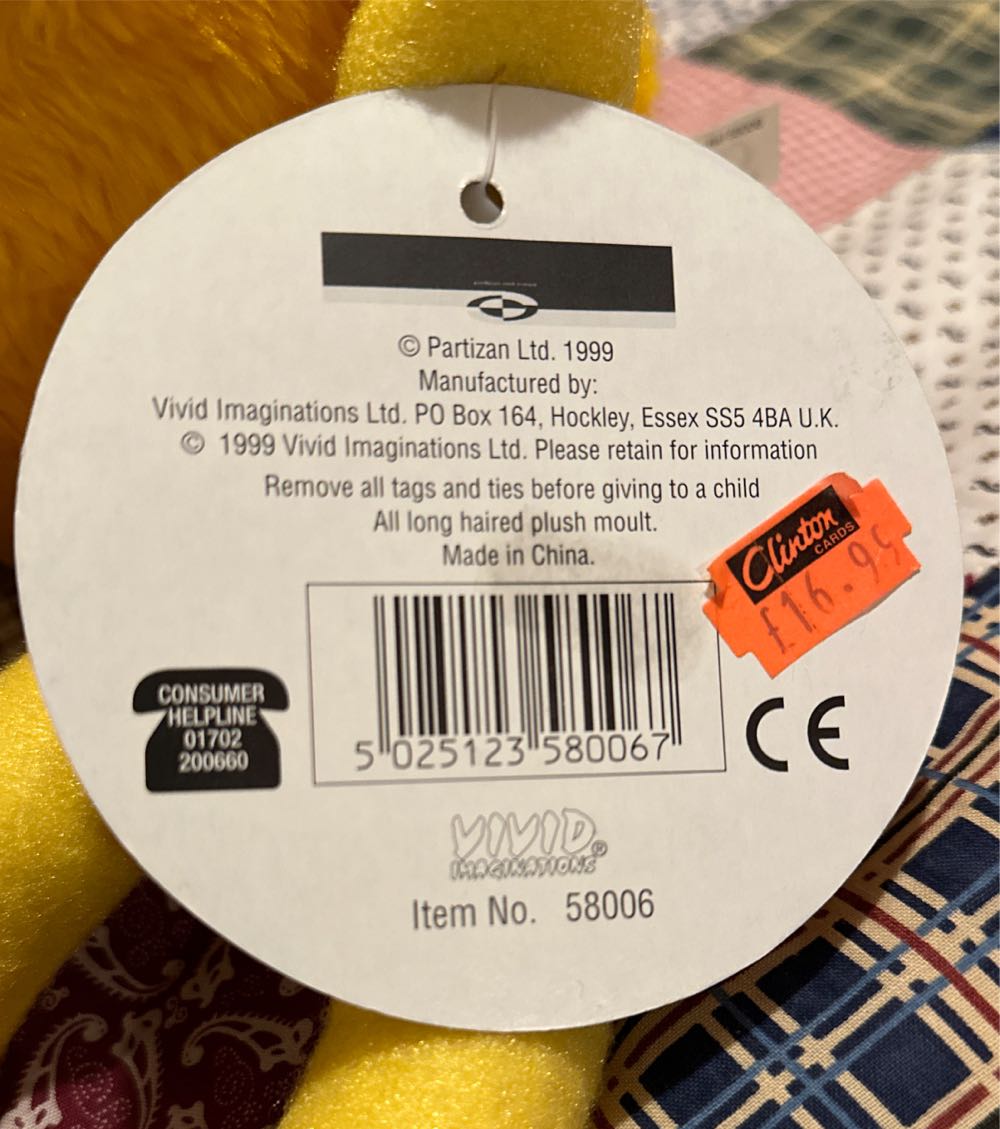 © Partizan Ltd. 1999
Manufactured by:
Vivid Imaginations Ltd. PO Box 164, Hockley, Essex SS5 4BA U.K.
© 1999 Vivid Imaginations Ltd. Please retain for information
Remove all tags and ties before giving to a child
All long haired plush moult.
Made in China.
Clinton
CARDS
£16.99
CONSUMER
HELPLINE
01702
200660
5 025123 580067
CE
VIVID
IMAGINATIONS®
Item No. 58006